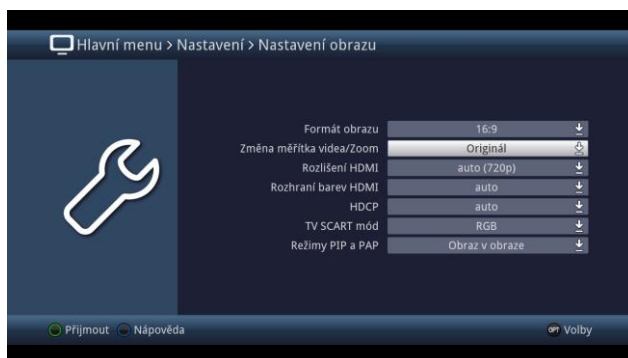 Hlavní menu > Nastavení > Nastavení obrazu
Formát obrazu 16:9
Změna měřítka videa/Zoom Originál
Rozlišení HDMI auto (720p)
Rozhraní barev HDMI auto
HDCP auto
TV SCART mód RGB
Režimy PIP a PAP Obraz v obraze
Přijmout Nápověda OPT Volby